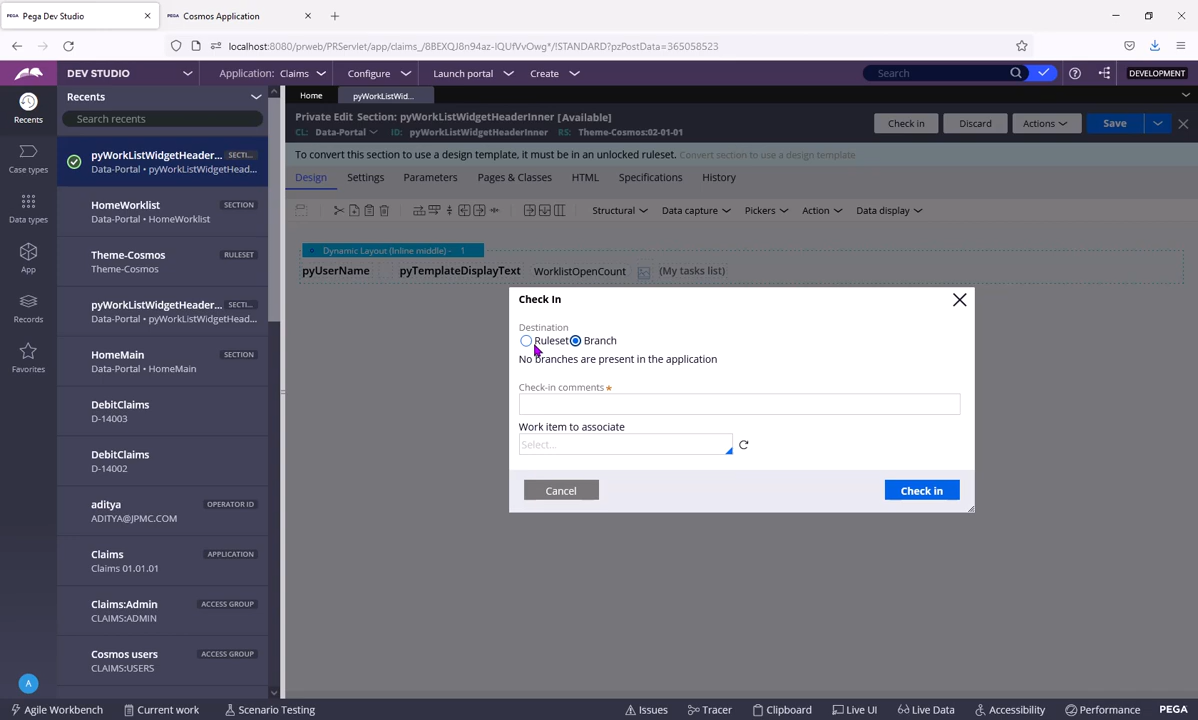 PEGA Pega Dev Studio
PEGA Cosmos Application
localhost:8080/prweb/PRServlet/app/claims_/8BEXQJ8n94az-IQUfVvOwg*/!STANDARD?pzPostData=365058523
DEV STUDIO
Application: Claims
Configure
Launch portal
Create
Search
DEVELOPMENT
Recents
Case types
Data types
App
Records
Favorites
A
Recents
Search recents
pyWorkListWidgetHeader... SECTI...
Data-Portal • pyWorkListWidgetHead...
HomeWorklist SECTION
Data-Portal • HomeWorklist
Theme-Cosmos RULESET
Theme-Cosmos
pyWorkListWidgetHeader... SECTI...
Data-Portal • pyWorkListWidgetHead...
HomeMain SECTION
Data-Portal • HomeMain
DebitClaims
D-14003
DebitClaims
D-14002
aditya OPERATOR ID
ADITYA@JPMC.COM
Claims APPLICATION
Claims 01.01.01
Claims:Admin ACCESS GROUP
CLAIMS:ADMIN
Cosmos users ACCESS GROUP
CLAIMS:USERS
Home
pyWorkListWid...
Private Edit Section: pyWorkListWidgetHeaderInner [Available]
CL: Data-Portal ID: pyWorkListWidgetHeaderInner RS: Theme-Cosmos:02-01-01
Check in
Discard
Actions
Save
To convert this section to use a design template, it must be in an unlocked ruleset. Convert section to use a design template
Design Settings Parameters Pages & Classes HTML Specifications History
Structural Data capture Pickers Action Data display
Dynamic Layout (Inline middle) - 1
pyUserName pyTemplateDisplayText WorklistOpenCount (My tasks list)
Check In
Destination
Ruleset Branch
No branches are present in the application
Check-in comments ★
Work item to associate
Select...
Cancel
Check in
Agile Workbench Current work Scenario Testing Issues Tracer Clipboard Live UI Live Data Accessibility Performance PEGA